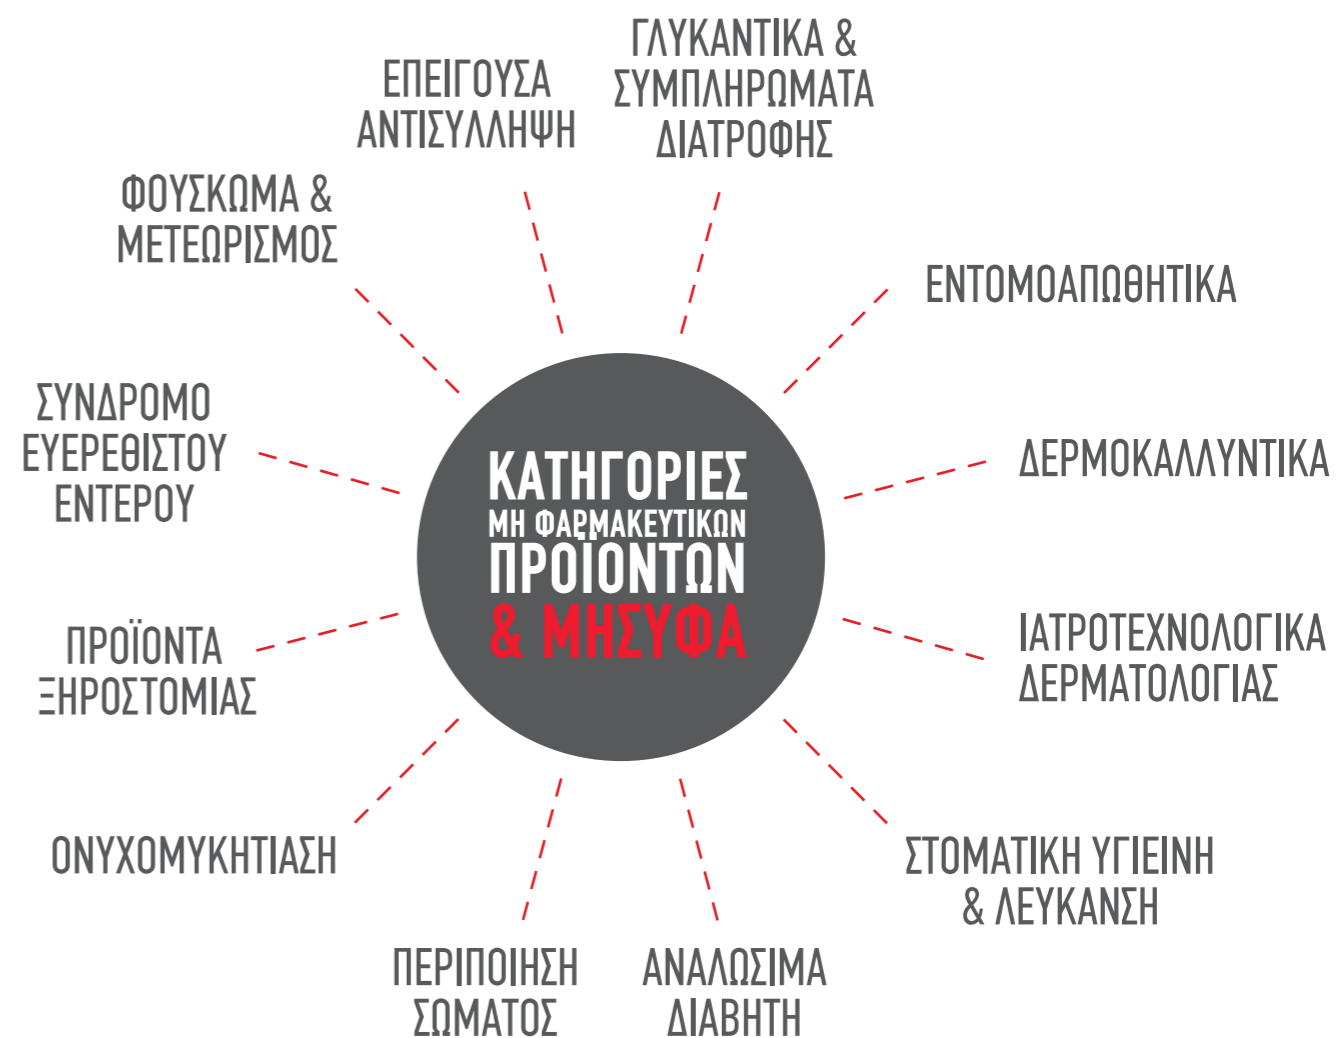 ΓΛΥΚΑΝΤΙΚΑ &
ΣΥΜΠΛΗΡΩΜΑΤΑ
ΔΙΑΤΡΟΦΗΣ
ΕΠΕΙΓΟΥΣΑ
ΑΝΤΙΣΥΛΛΗΨΗ
ΦΟΥΣΚΩΜΑ &
ΜΕΤΕΩΡΙΣΜΟΣ
ΕΝΤΟΜΟΑΠΩΘΗΤΙΚΑ
ΣΥΝΔΡΟΜΟ
ΕΥΕΡΕΘΙΣΤΟΥ
ΕΝΤΕΡΟΥ
ΔΕΡΜΟΚΑΛΛΥΝΤΙΚΑ
ΚΑΤΗΓΟΡΙΕΣ
ΜΗ ΦΑΡΜΑΚΕΥΤΙΚΩΝ
ΠΡΟΪΟΝΤΩΝ
& ΜΗΣΥΦΑ
ΠΡΟΪΟΝΤΑ
ΞΗΡΟΣΤΟΜΙΑΣ
ΙΑΤΡΟΤΕΧΝΟΛΟΓΙΚΑ
ΔΕΡΜΑΤΟΛΟΓΙΑΣ
ΟΝΥΧΟΜΥΚΗΤΙΑΣΗ
ΣΤΟΜΑΤΙΚΗ ΥΓΙΕΙΝΗ
& ΛΕΥΚΑΝΣΗ
ΠΕΡΙΠΟΙΗΣΗ
ΣΩΜΑΤΟΣ
ΑΝΑΛΩΣΙΜΑ
ΔΙΑΒΗΤΗ